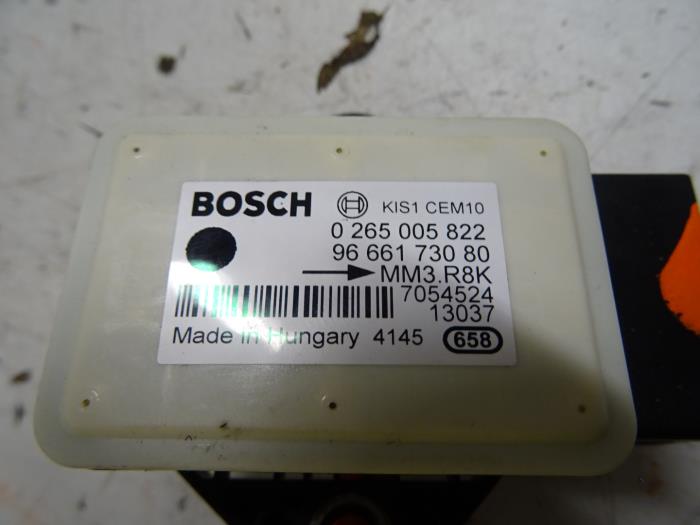 BOSCH KIS1 CEM10
0 265 005 822
96 661 730 80
MM3.R8K
7054524
13037
Made in Hungary 4145 658